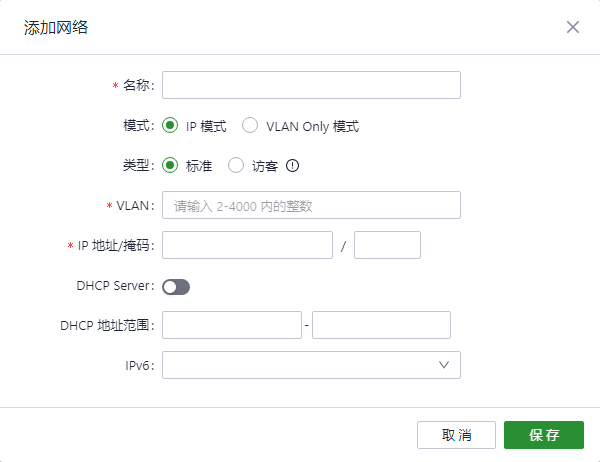 添加网络
* 名称:
模式: IP 模式 VLAN Only 模式
类型: 标准 访客
* VLAN: 请输入 2-4000 内的整数
* IP 地址/掩码: /
DHCP Server:
DHCP 地址范围: -
IPv6:
取消 保存